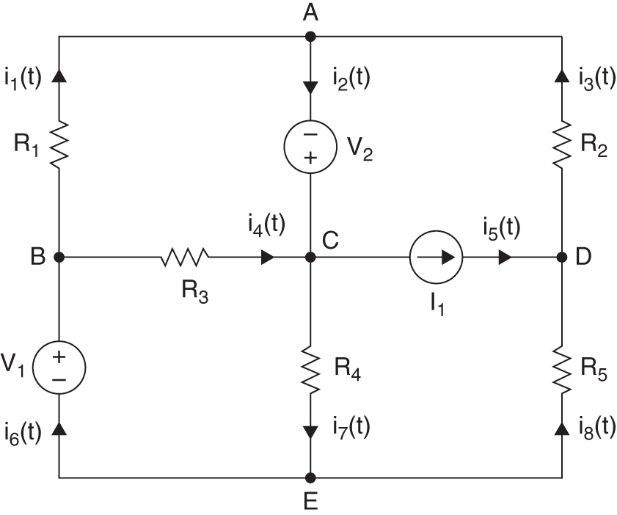 A
i1(t)
i2(t)
i3(t)
R1
−
+
V2
R2
B
i4(t)
C
i5(t)
D
R3
I1
V1
+
−
R4
R5
i6(t)
i7(t)
i8(t)
E